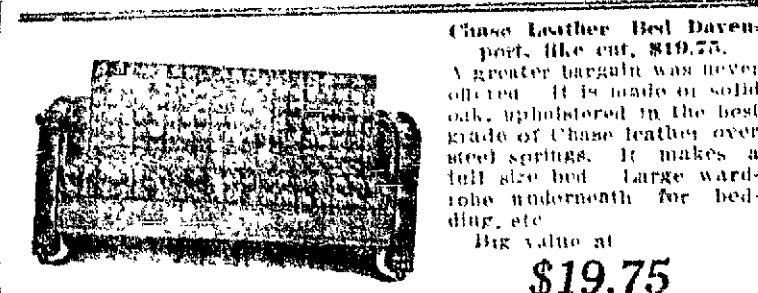 Chase Leather Bed Daven-
port, like cut, $19.75.
A greater bargain was never
offered. It is made of solid
oak, upholstered in the best
grade of Chase leather over
steel springs. It makes a
full size bed. Large ward-
robe underneath for bed-
ding, etc
Big value at
$19.75